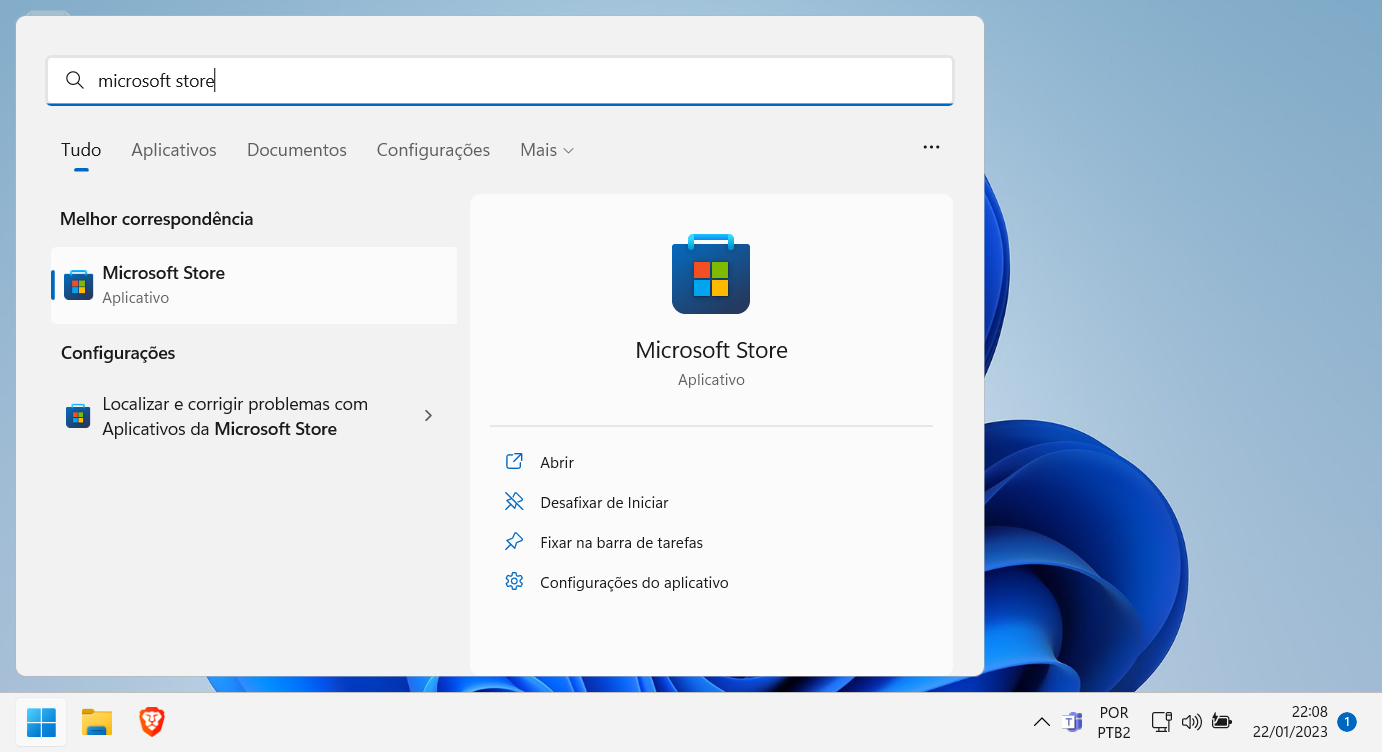 microsoft store
Tudo Aplicativos Documentos Configurações Mais
Melhor correspondência
Microsoft Store
Aplicativo
Configurações
Localizar e corrigir problemas com
Aplicativos da Microsoft Store
Microsoft Store
Aplicativo
Abrir
Desafixar de Iniciar
Fixar na barra de tarefas
Configurações do aplicativo
T
POR
PTB2
22:08
22/01/2023
1